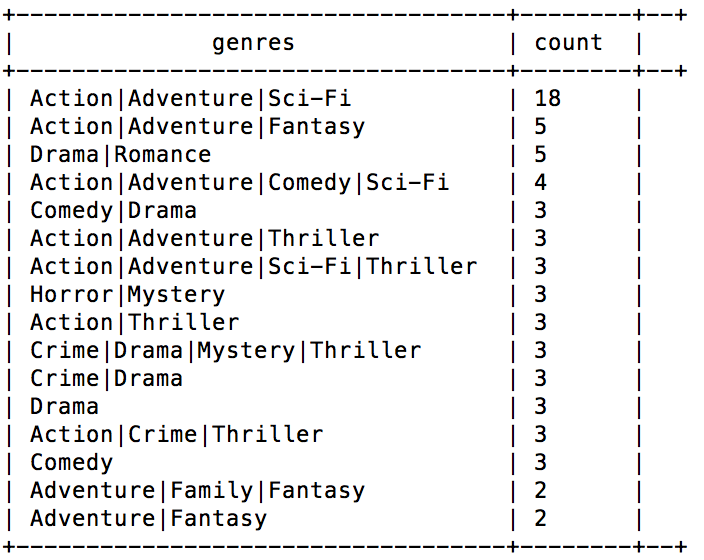 +-----------------------------------+--------+--+
|              genres               | count  |
+-----------------------------------+--------+--+
| Action|Adventure|Sci-Fi           | 18     |
| Action|Adventure|Fantasy          | 5      |
| Drama|Romance                     | 5      |
| Action|Adventure|Comedy|Sci-Fi    | 4      |
| Comedy|Drama                      | 3      |
| Action|Adventure|Thriller         | 3      |
| Action|Adventure|Sci-Fi|Thriller  | 3      |
| Horror|Mystery                    | 3      |
| Action|Thriller                   | 3      |
| Crime|Drama|Mystery|Thriller      | 3      |
| Crime|Drama                       | 3      |
| Drama                             | 3      |
| Action|Crime|Thriller             | 3      |
| Comedy                            | 3      |
| Adventure|Family|Fantasy          | 2      |
| Adventure|Fantasy                 | 2      |
+-----------------------------------+--------+--+